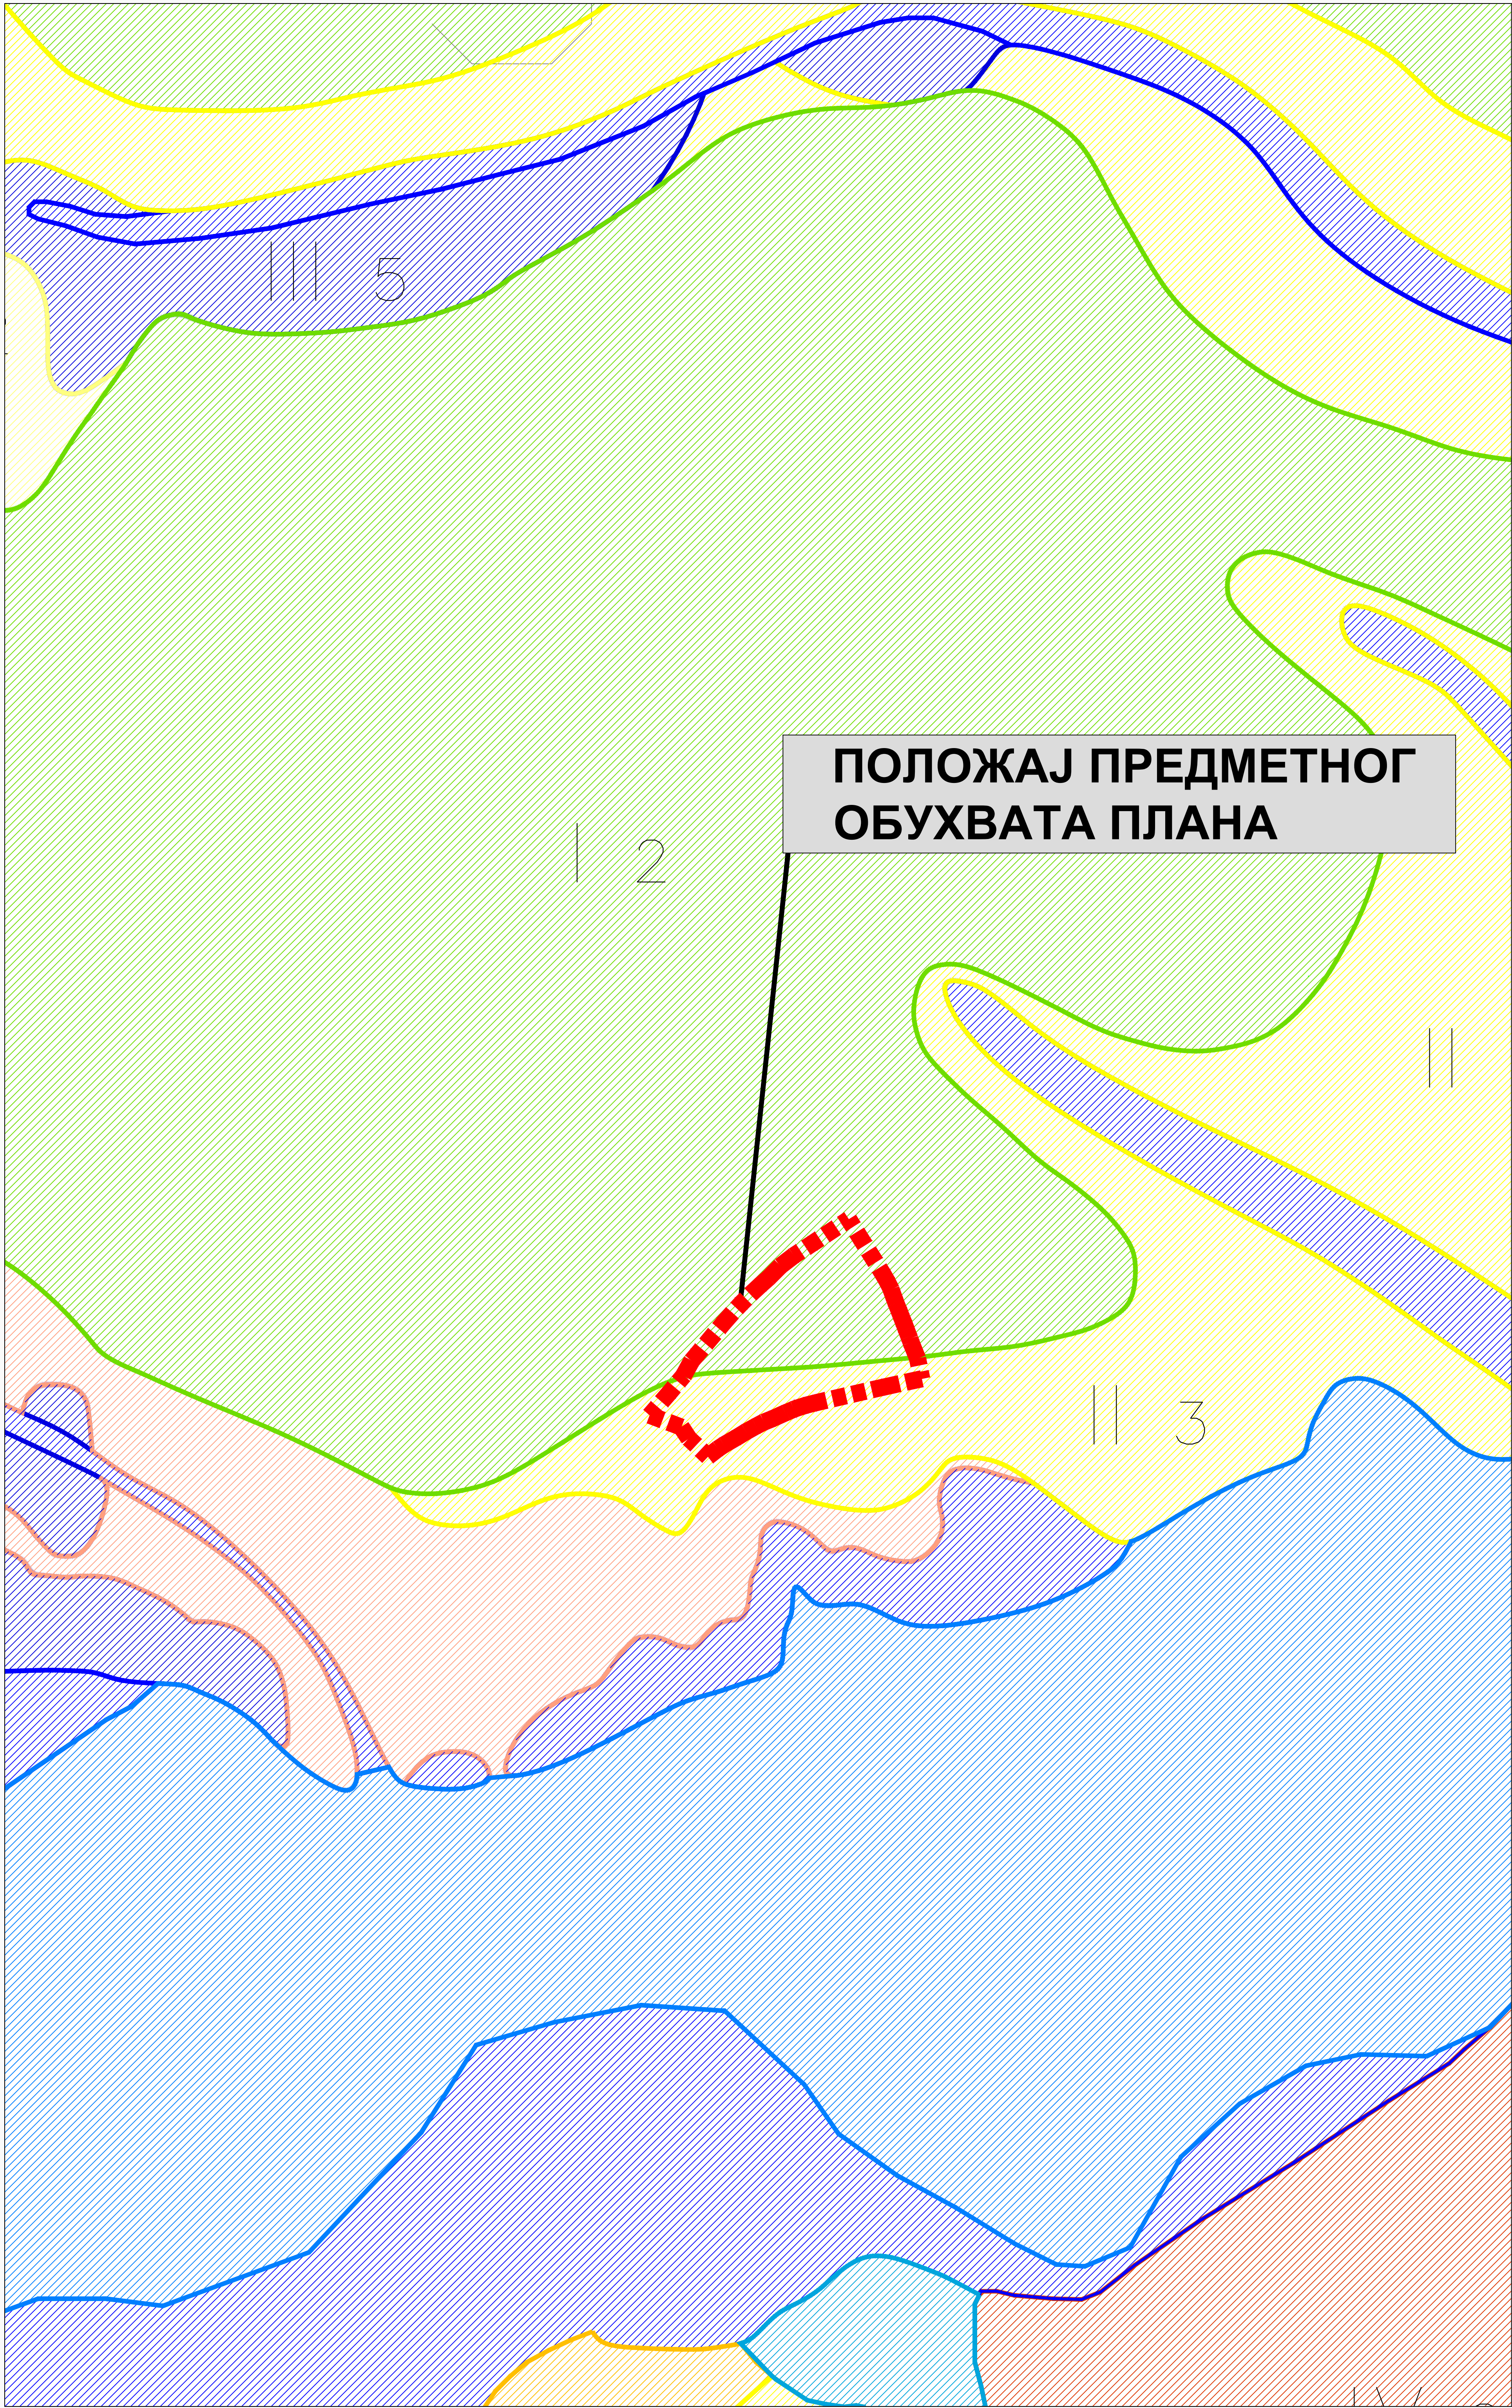 III 5
ПОЛОЖАЈ ПРЕДМЕТНОГ
ОБУХВАТА ПЛАНА
I 2
II
II 3